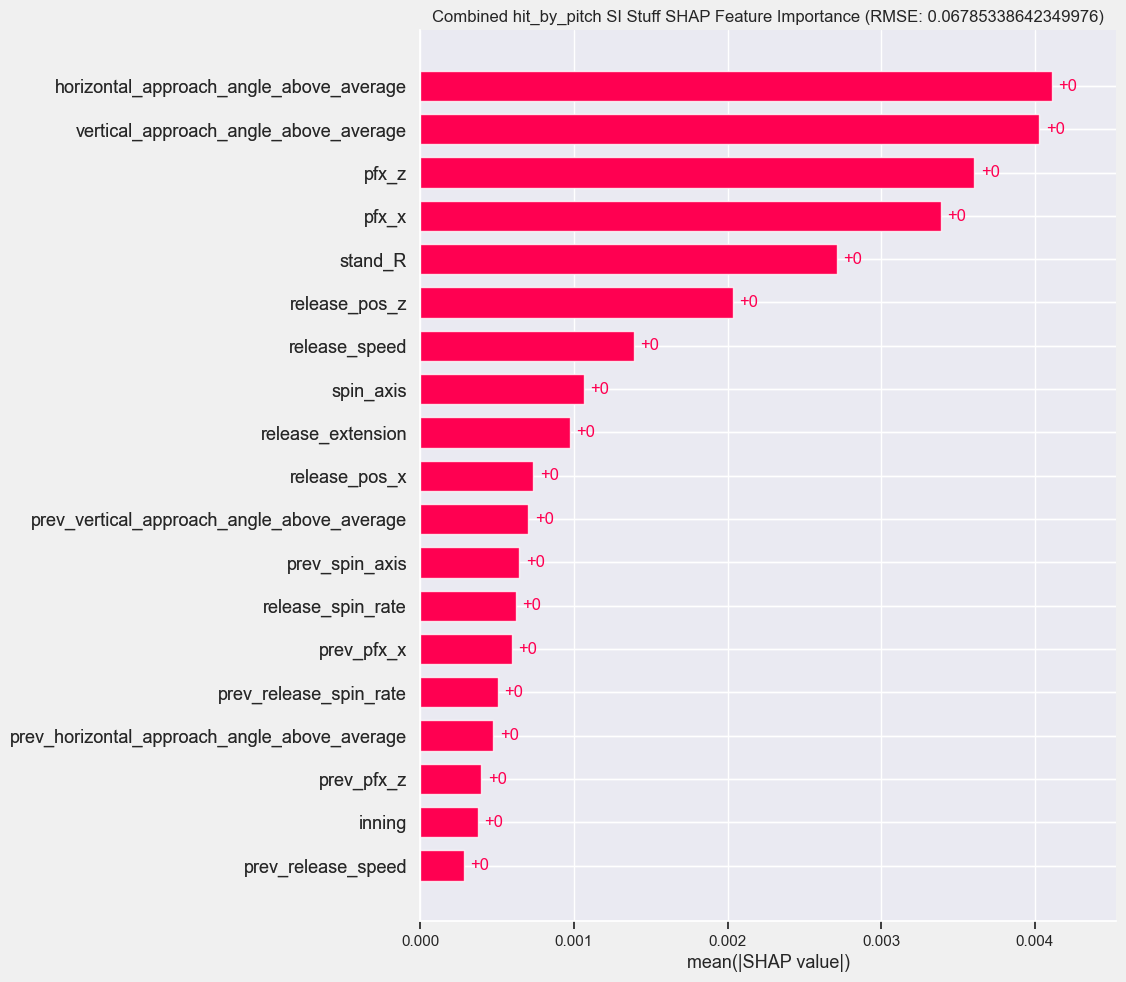 Combined hit_by_pitch SI Stuff SHAP Feature Importance (RMSE: 0.06785338642349976)
horizontal_approach_angle_above_average +0
vertical_approach_angle_above_average +0
pfx_z +0
pfx_x +0
stand_R +0
release_pos_z +0
release_speed +0
spin_axis +0
release_extension +0
release_pos_x +0
prev_vertical_approach_angle_above_average +0
prev_spin_axis +0
release_spin_rate +0
prev_pfx_x +0
prev_release_spin_rate +0
prev_horizontal_approach_angle_above_average +0
prev_pfx_z +0
inning +0
prev_release_speed +0
0.000 0.001 0.002 0.003 0.004
mean(|SHAP value|)